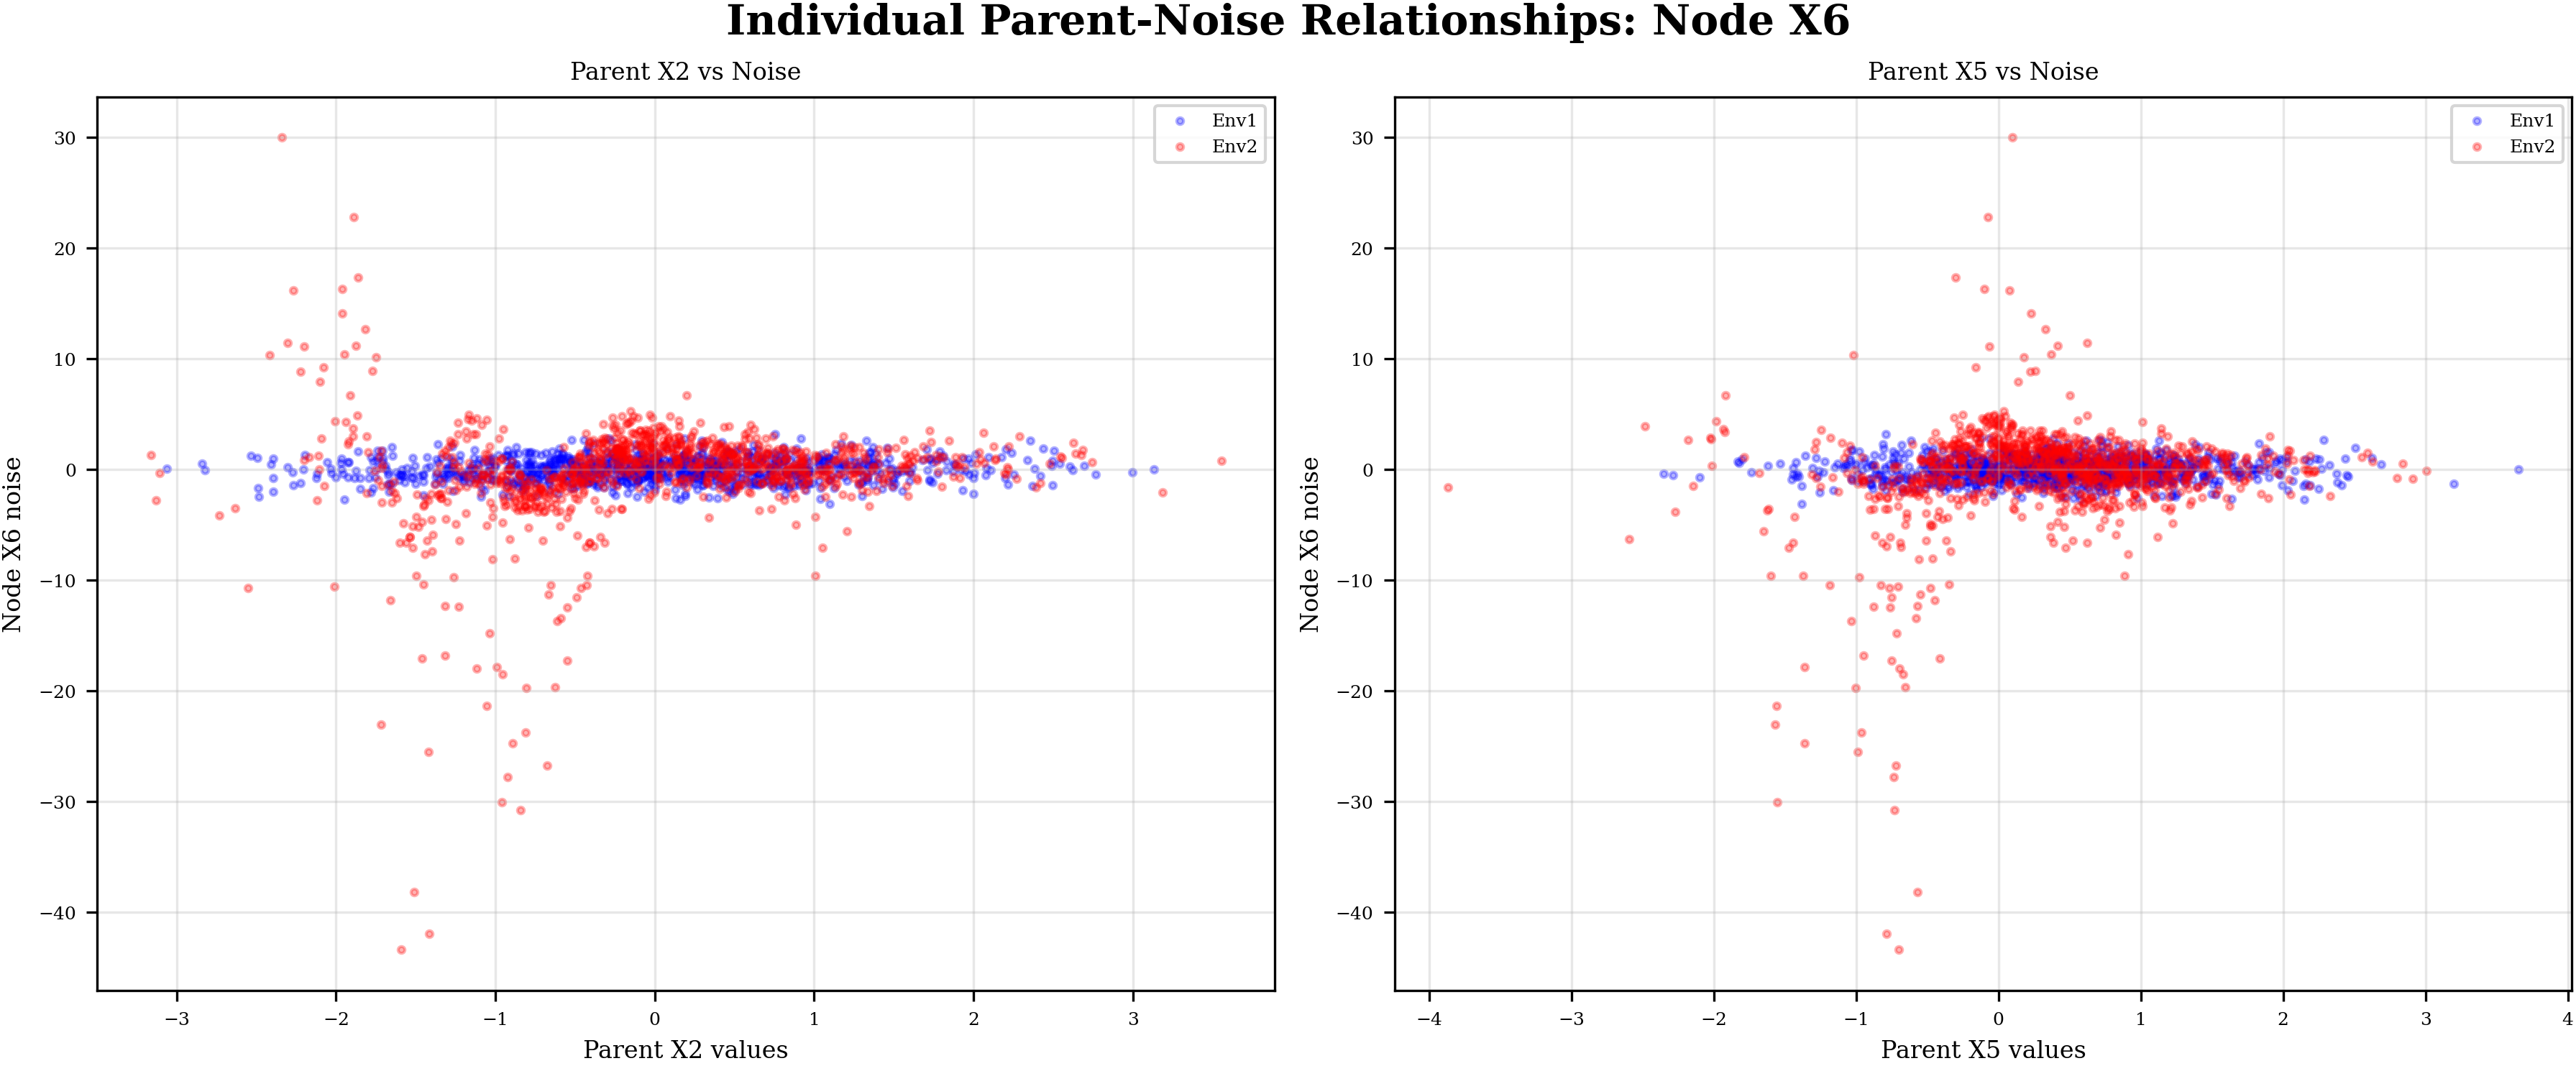 Individual Parent-Noise Relationships: Node X6
Parent X2 vs Noise
Node X6 noise
30
20
10
0
−10
−20
−30
−40
Env1
Env2
−3 −2 −1 0 1 2 3
Parent X2 values
Parent X5 vs Noise
Node X6 noise
30
20
10
0
−10
−20
−30
−40
Env1
Env2
−4 −3 −2 −1 0 1 2 3 4
Parent X5 values